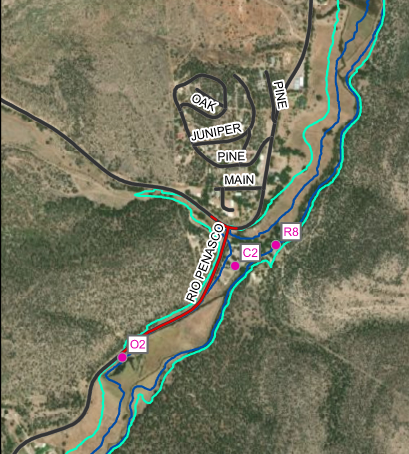 PINE
OAK
JUNIPER
PINE
MAIN
RIO PENASCO
R8
C2
O2